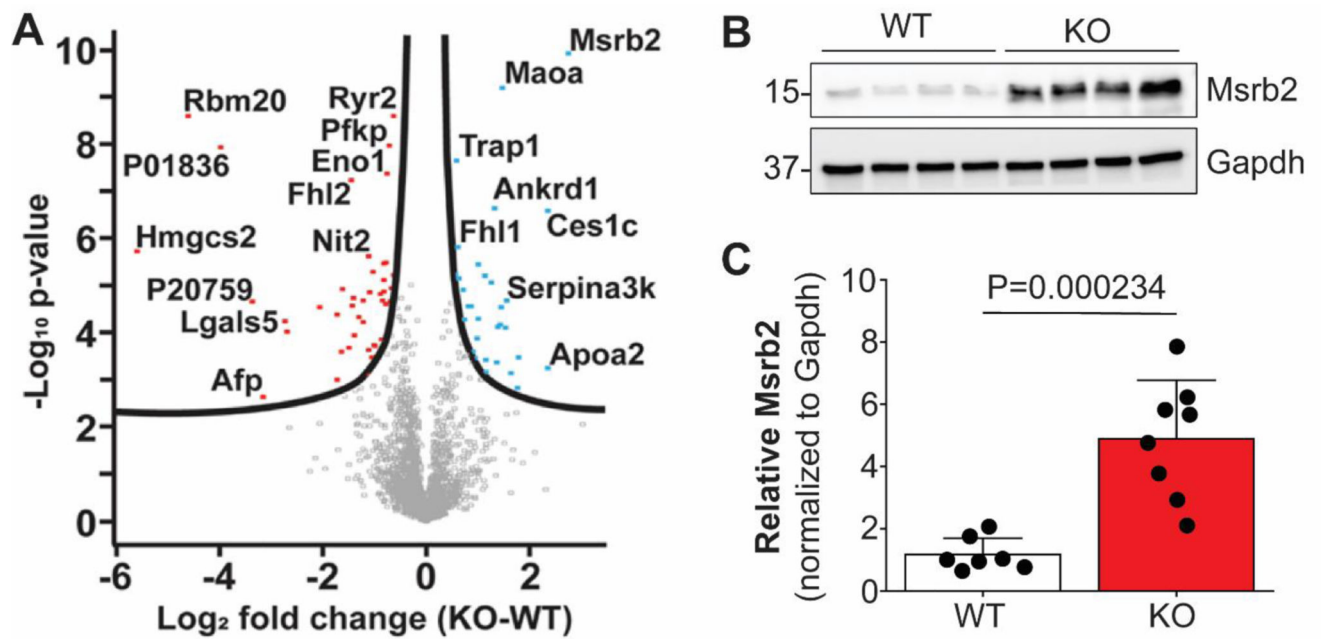 A
10
8
6
4
2
0
-6
-4
-2
0
2
-Log₁₀ p-value
Log₂ fold change (KO-WT)
Msrb2
Maoa
Rbm20
Ryr2
Pfkp
P01836
Eno1
Trap1
Fhl2
Ankrd1
Hmgcs2
Nit2
Fhl1
Ces1c
P20759
Serpina3k
Lgals5
Afp
Apoa2
B
WT KO
15- Msrb2
37- Gapdh
C
P=0.000234
10
8
6
4
2
0
Relative Msrb2
(normalized to Gapdh)
WT KO